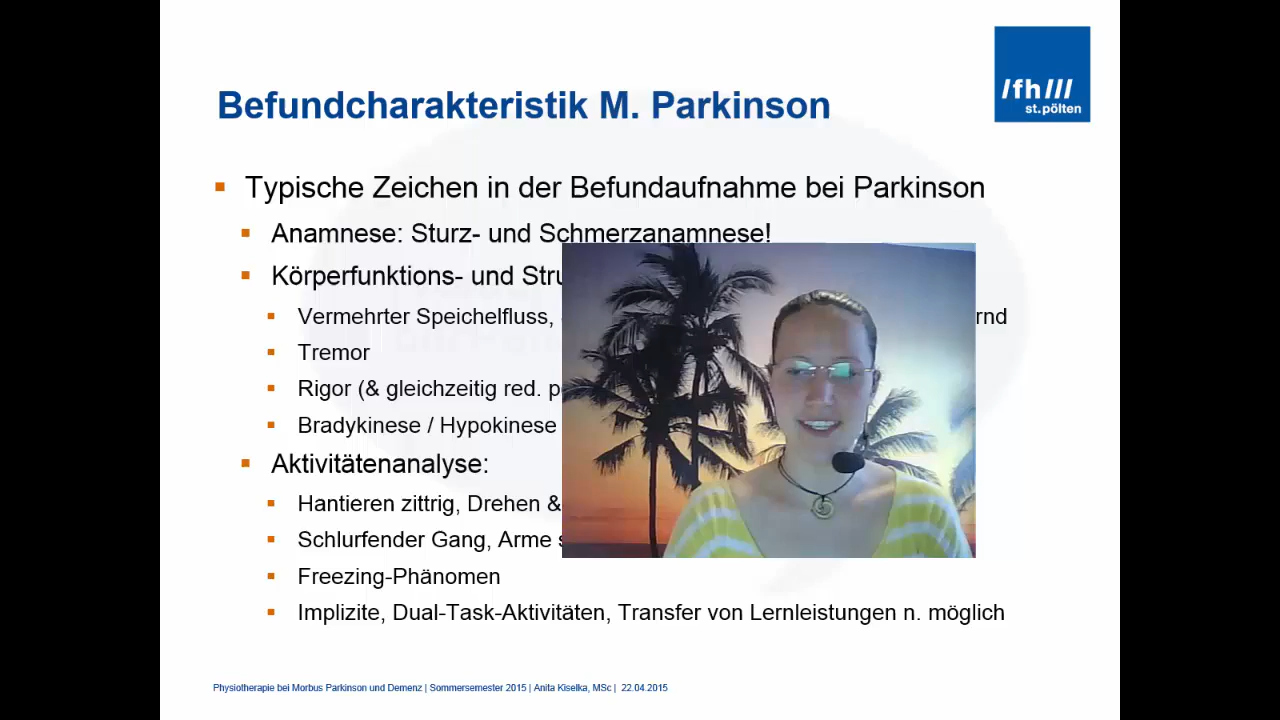 /fh///
st.pölten
Befundcharakteristik M. Parkinson
Typische Zeichen in der Befundaufnahme bei Parkinson
Anamnese: Sturz- und Schmerzanamnese!
Körperfunktions- und
Vermehrter Speichelfluss,
Tremor
Rigor (& gleichzeitig red.
Bradykinese / Hypokinese
Aktivitätenanalyse:
Hantieren zittrig, Drehen &
Schlurfender Gang, Arme
Freezing-Phänomen
Implizite, Dual-Task-Aktivitäten, Transfer von Lernleistungen n. möglich
Physiotherapie bei Morbus Parkinson und Demenz | Sommersemester 2015 | Anita Kiselka, MSc | 22.04.2015